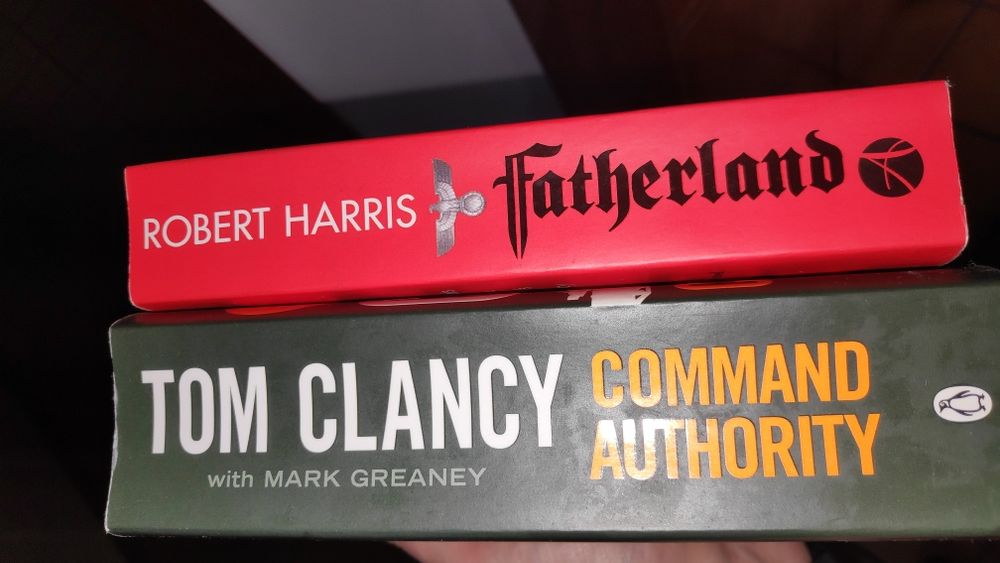 ROBERT HARRIS Fatherland
TOM CLANCY
with MARK GREANEY
COMMAND
AUTHORITY